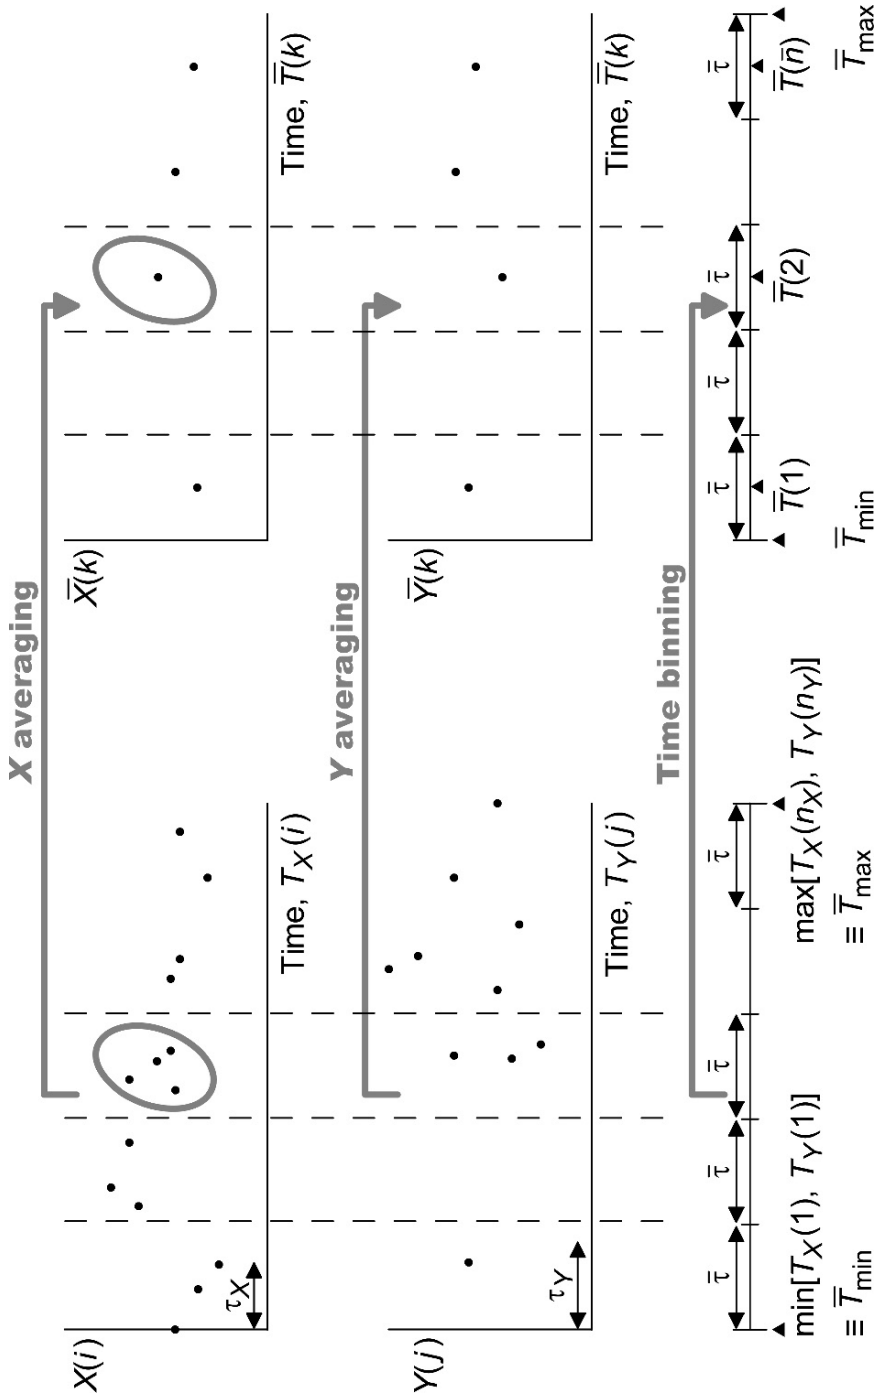 X averaging
X(i)
X̿(k)
Time, T_X(i)
Time, T̿(k)
τ_X
Y averaging
Y(j)
Y̿(k)
Time, T_Y(j)
Time, T̿(k)
τ_Y
Time binning
τ̿ τ̿ τ̿ τ̿
τ̿ τ̿ τ̿ τ̿
min[T_X(1), T_Y(1)]
≡ T̿_min
max[T_X(n_X), T_Y(n_Y)]
≡ T̿_max
T̿(1) T̿(2) T̿(n̿)
T̿_min T̿_max